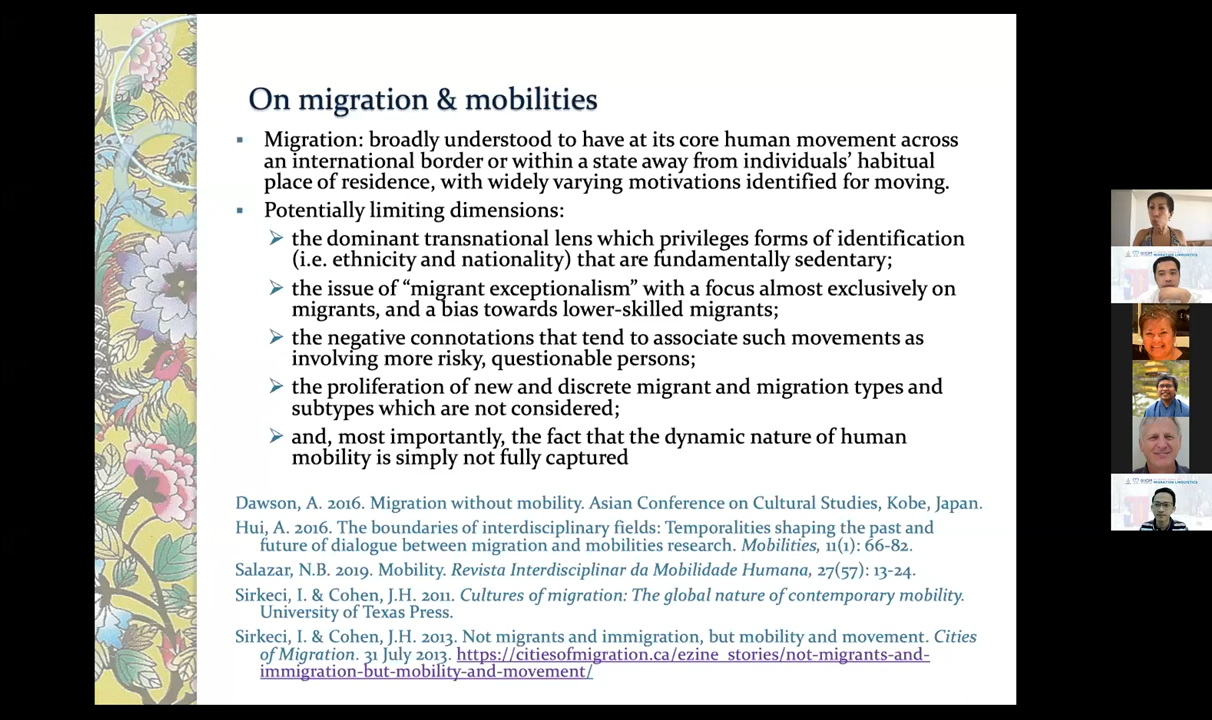 On migration & mobilities
▪ Migration: broadly understood to have at its core human movement across
an international border or within a state away from individuals’ habitual
place of residence, with widely varying motivations identified for moving.
▪ Potentially limiting dimensions:
➢ the dominant transnational lens which privileges forms of identification
(i.e. ethnicity and nationality) that are fundamentally sedentary;
➢ the issue of “migrant exceptionalism” with a focus almost exclusively on
migrants, and a bias towards lower-skilled migrants;
➢ the negative connotations that tend to associate such movements as
involving more risky, questionable persons;
➢ the proliferation of new and discrete migrant and migration types and
subtypes which are not considered;
➢ and, most importantly, the fact that the dynamic nature of human
mobility is simply not fully captured
Dawson, A. 2016. Migration without mobility. Asian Conference on Cultural Studies, Kobe, Japan.
Hui, A. 2016. The boundaries of interdisciplinary fields: Temporalities shaping the past and
future of dialogue between migration and mobilities research. Mobilities, 11(1): 66-82.
Salazar, N.B. 2019. Mobility. Revista Interdisciplinar da Mobilidade Humana, 27(57): 13-24.
Sirkeci, I. & Cohen, J.H. 2011. Cultures of migration: The global nature of contemporary mobility.
University of Texas Press.
Sirkeci, I. & Cohen, J.H. 2013. Not migrants and immigration, but mobility and movement. Cities
of Migration. 31 July 2013. https://citiesofmigration.ca/ezine_stories/not-migrants-and-
immigration-but-mobility-and-movement/
MIGRATION LINGUISTICS
MIGRATION LINGUISTICS